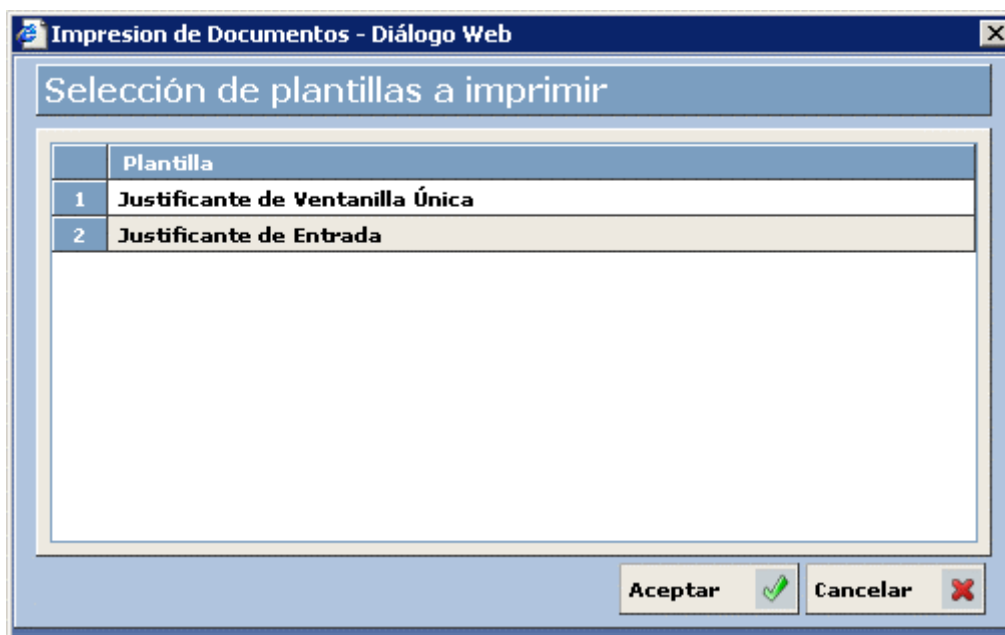 Impresion de Documentos - Diálogo Web
Selección de plantillas a imprimir
Plantilla
1 Justificante de Ventanilla Única
2 Justificante de Entrada
Aceptar Cancelar